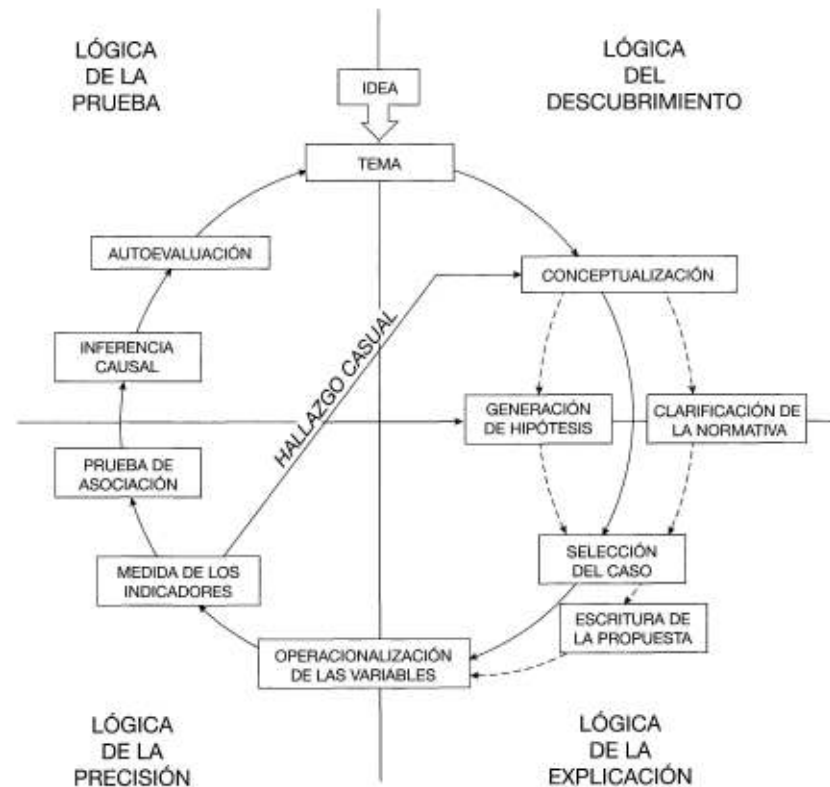 LÓGICA
DE LA
PRUEBA
LÓGICA
DEL
DESCUBRIMIENTO
IDEA
TEMA
AUTOEVALUACIÓN
CONCEPTUALIZACIÓN
HALLAZGO CASUAL
INFERENCIA
CAUSAL
GENERACIÓN
DE HIPÓTESIS
CLARIFICACIÓN DE
LA NORMATIVA
PRUEBA DE
ASOCIACIÓN
SELECCIÓN
DEL CASO
MEDIDA DE LOS
INDICADORES
ESCRITURA DE
LA PROPUESTA
OPERACIONALIZACIÓN
DE LAS VARIABLES
LÓGICA
DE LA
PRECISIÓN
LÓGICA
DE LA
EXPLICACIÓN